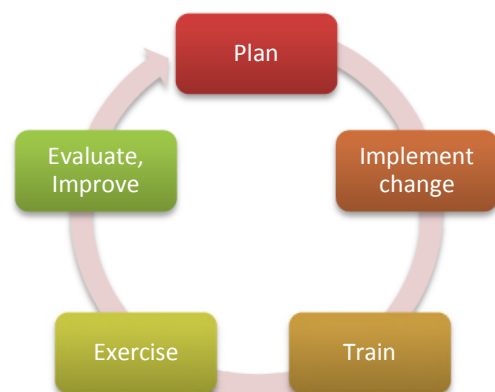 Plan
Implement
change
Train
Exercise
Evaluate,
Improve